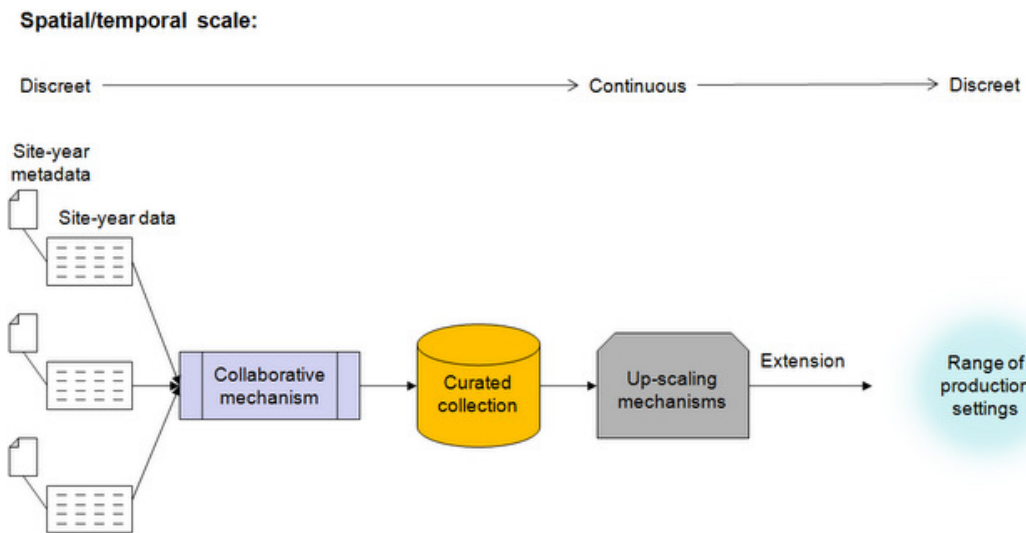 Spatial/temporal scale:
Discreet
Continuous
Discreet
Site-year
metadata
Site-year data
Collaborative
mechanism
Curated
collection
Up-scaling
mechanisms
Extension
Range of
production
settings